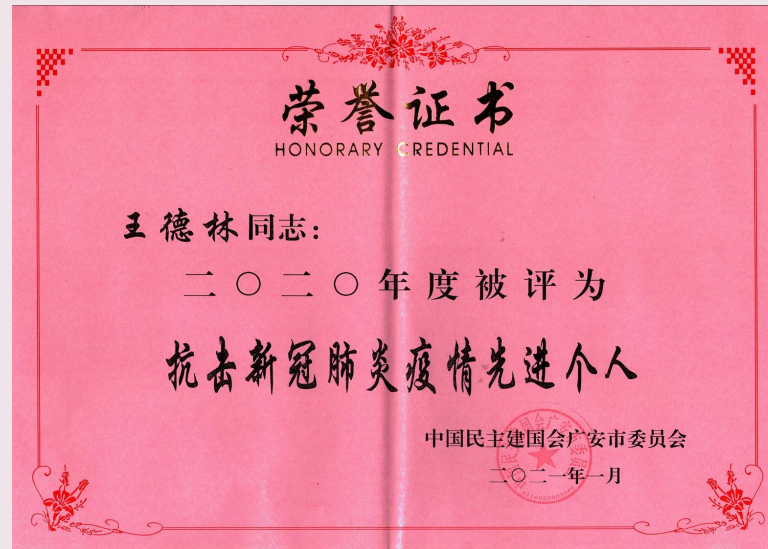 荣誉证书
HONORARY CREDENTIAL
王德林同志:
二〇二〇年度被评为
抗击新冠肺炎疫情先进个人
中国民主建国会广安市委员会
二〇二一年一月